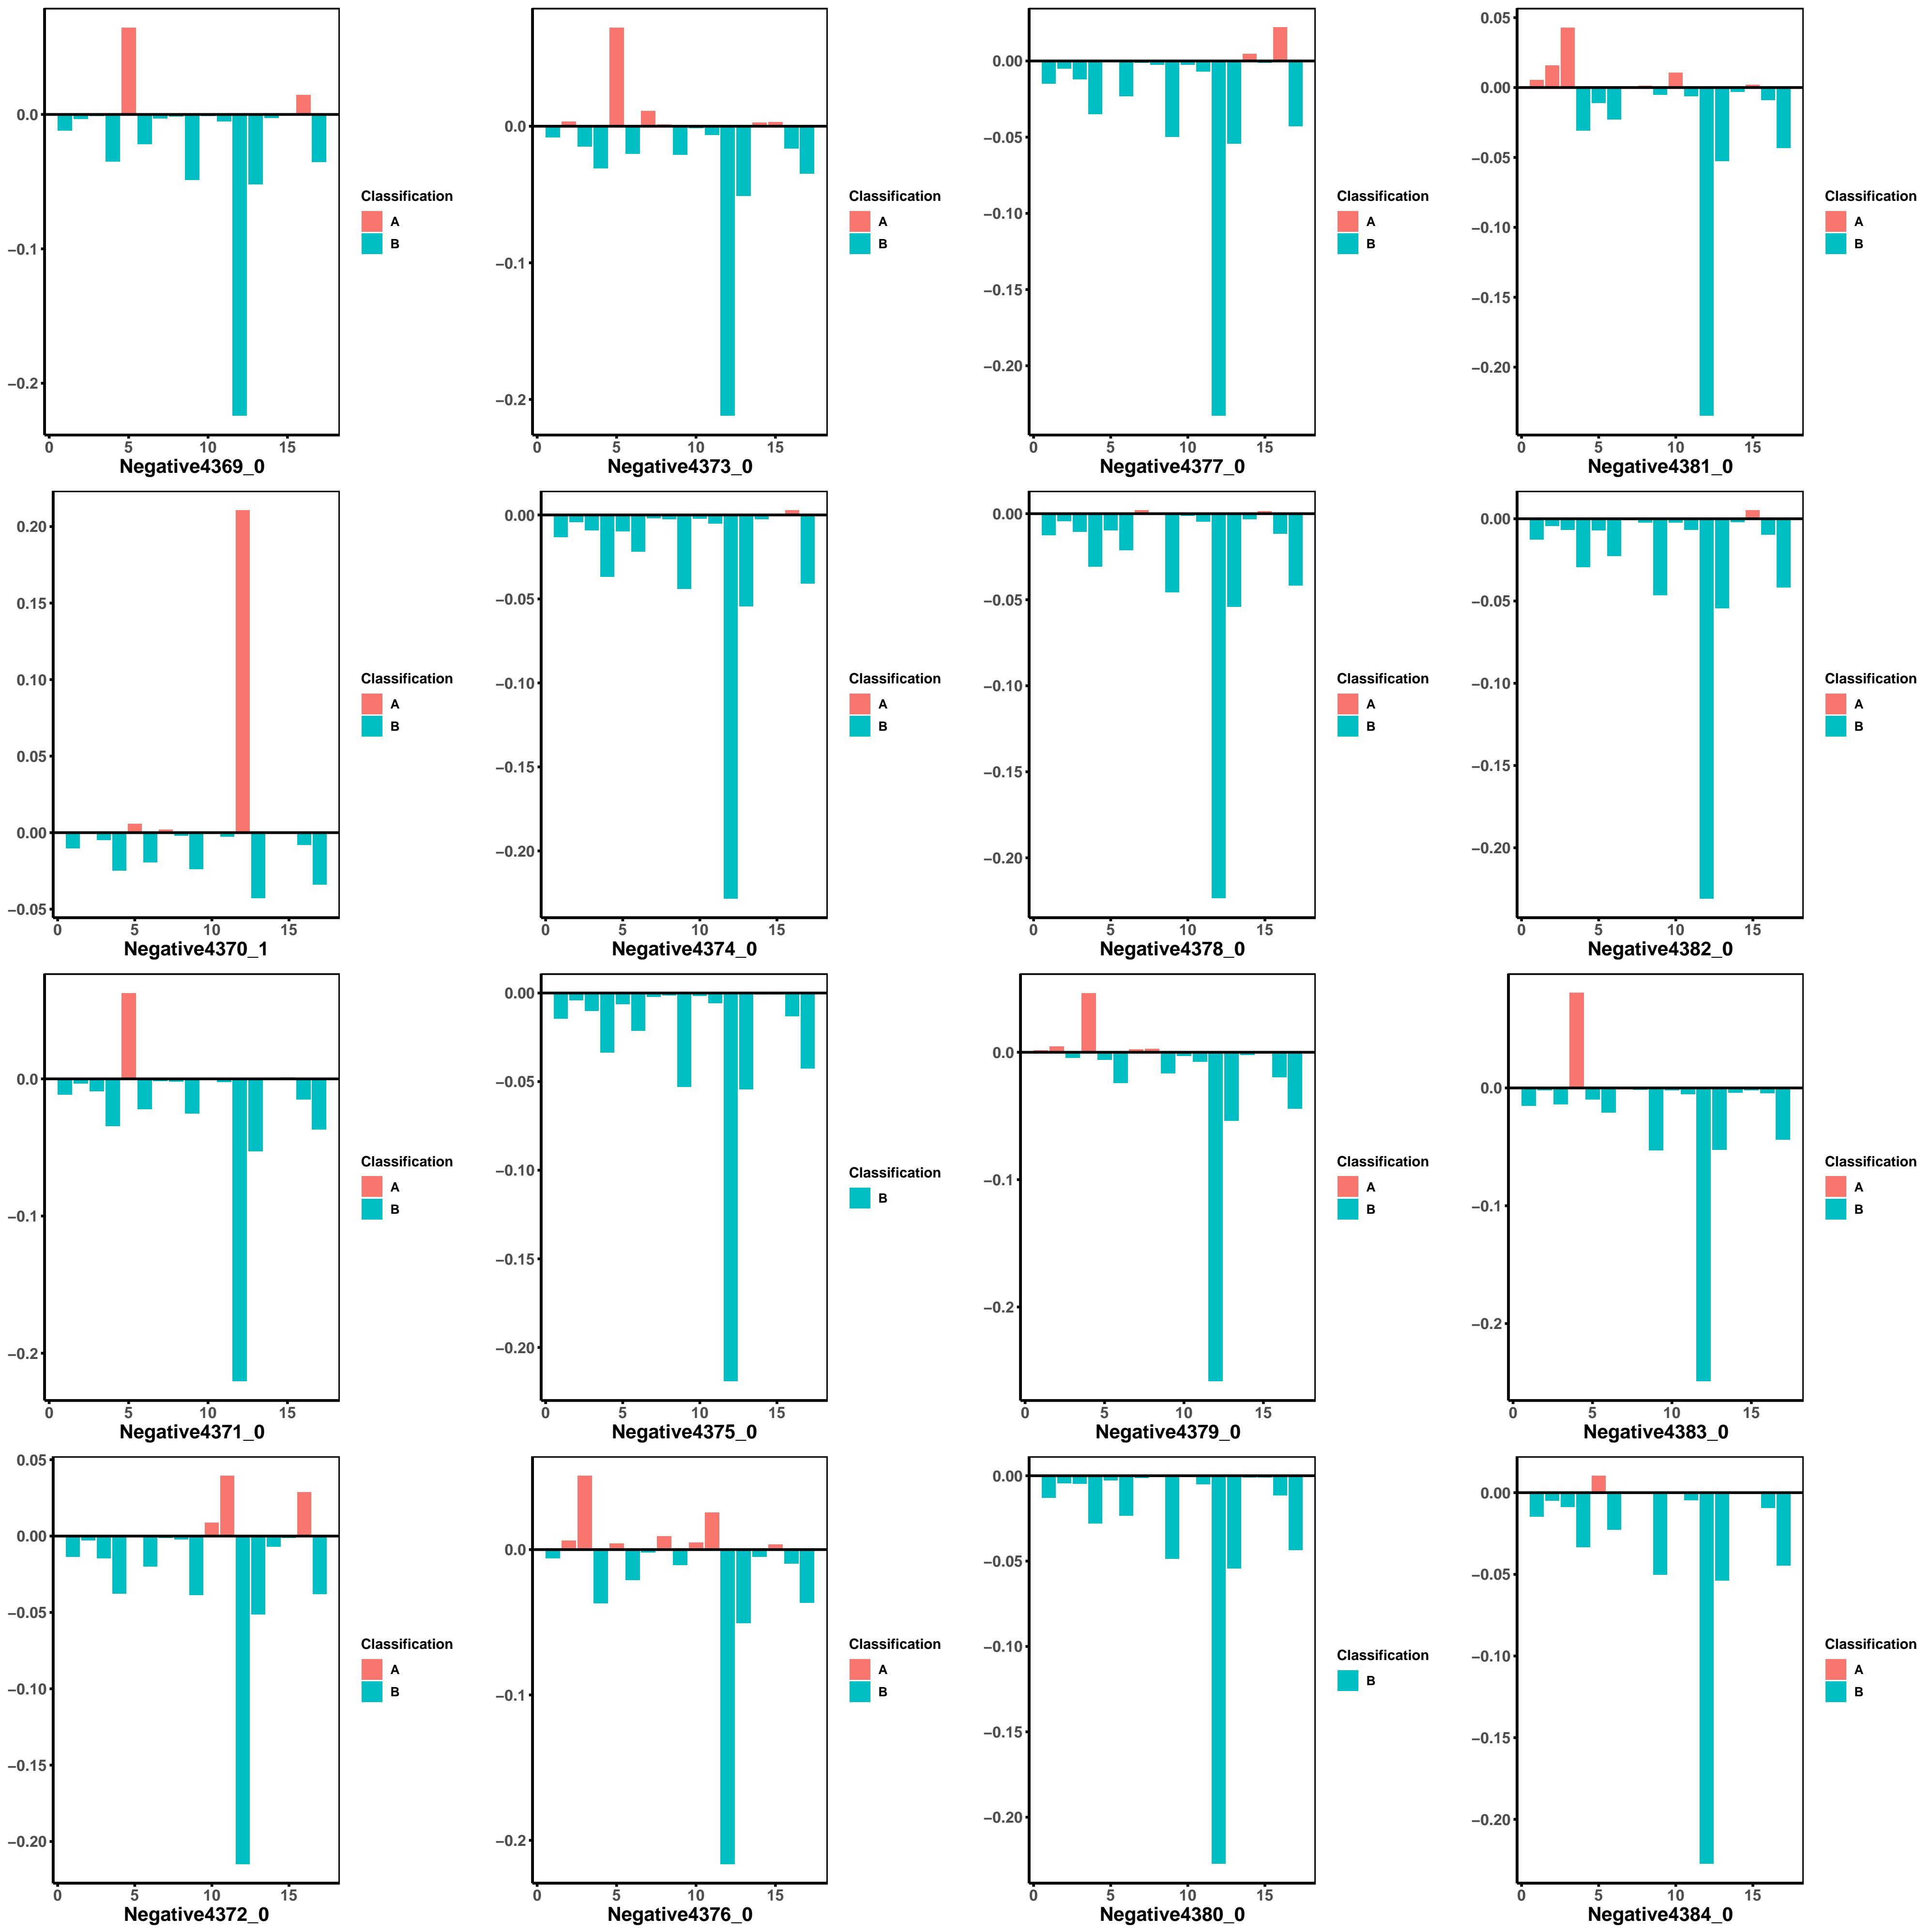 0.0
−0.1
−0.2
Classification
A
B
0 5 10 15
Negative4369_0
0.0
−0.1
−0.2
Classification
A
B
0 5 10 15
Negative4373_0
0.00
−0.05
−0.10
−0.15
−0.20
Classification
A
B
0 5 10 15
Negative4377_0
0.05
0.00
−0.05
−0.10
−0.15
−0.20
Classification
A
B
0 5 10 15
Negative4381_0
0.20
0.15
0.10
0.05
0.00
−0.05
Classification
A
B
0 5 10 15
Negative4370_1
0.00
−0.05
−0.10
−0.15
−0.20
Classification
A
B
0 5 10 15
Negative4374_0
0.00
−0.05
−0.10
−0.15
−0.20
Classification
A
B
0 5 10 15
Negative4378_0
0.00
−0.05
−0.10
−0.15
−0.20
Classification
A
B
0 5 10 15
Negative4382_0
0.0
−0.1
−0.2
Classification
A
B
0 5 10 15
Negative4371_0
0.00
−0.05
−0.10
−0.15
−0.20
Classification
B
0 5 10 15
Negative4375_0
0.0
−0.1
−0.2
Classification
A
B
0 5 10 15
Negative4379_0
0.0
−0.1
−0.2
Classification
A
B
0 5 10 15
Negative4383_0
0.05
0.00
−0.05
−0.10
−0.15
−0.20
Classification
A
B
0 5 10 15
Negative4372_0
0.0
−0.1
−0.2
Classification
A
B
0 5 10 15
Negative4376_0
0.00
−0.05
−0.10
−0.15
−0.20
Classification
B
0 5 10 15
Negative4380_0
0.00
−0.05
−0.10
−0.15
−0.20
Classification
A
B
0 5 10 15
Negative4384_0